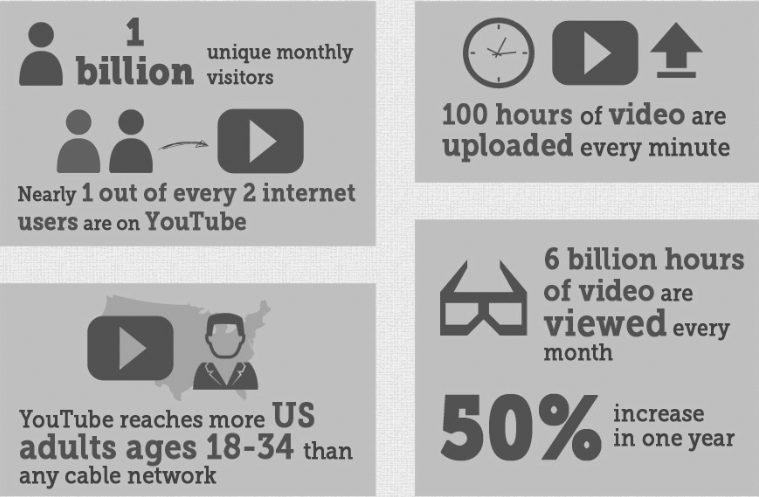 1
billion
unique monthly
visitors
Nearly 1 out of every 2 internet
users are on YouTube
YouTube reaches more US
adults ages 18-34 than
any cable network
100 hours of video are
uploaded every minute
6 billion hours
of video are
viewed every
month
50%
increase
in one year